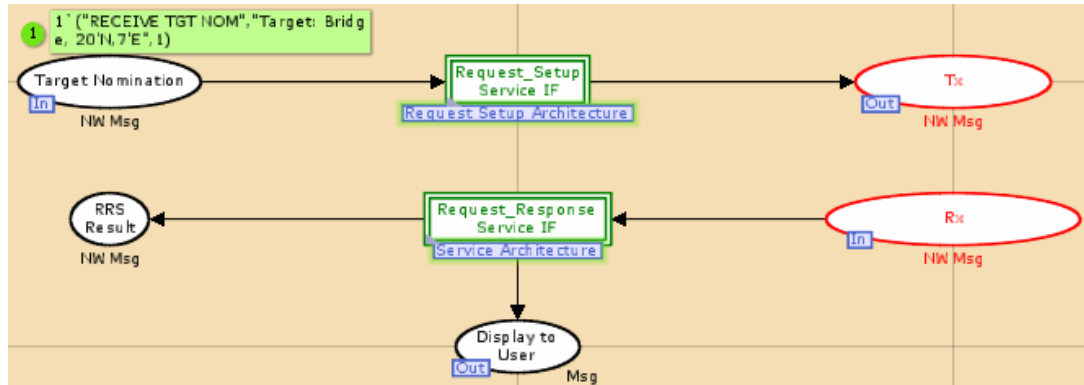 1 1`("RECEIVE TGT NOM","Target: Bridg
e, 20'N,7'E",1)
Target Nomination
In
NW Msg
Request_Setup
Service IF
Request Setup Architecture
Tx
Out
NW Msg
RRS
Result
NW Msg
Request_Response
Service IF
Service Architecture
Rx
In
NW Msg
Display to
User
Out
Msg